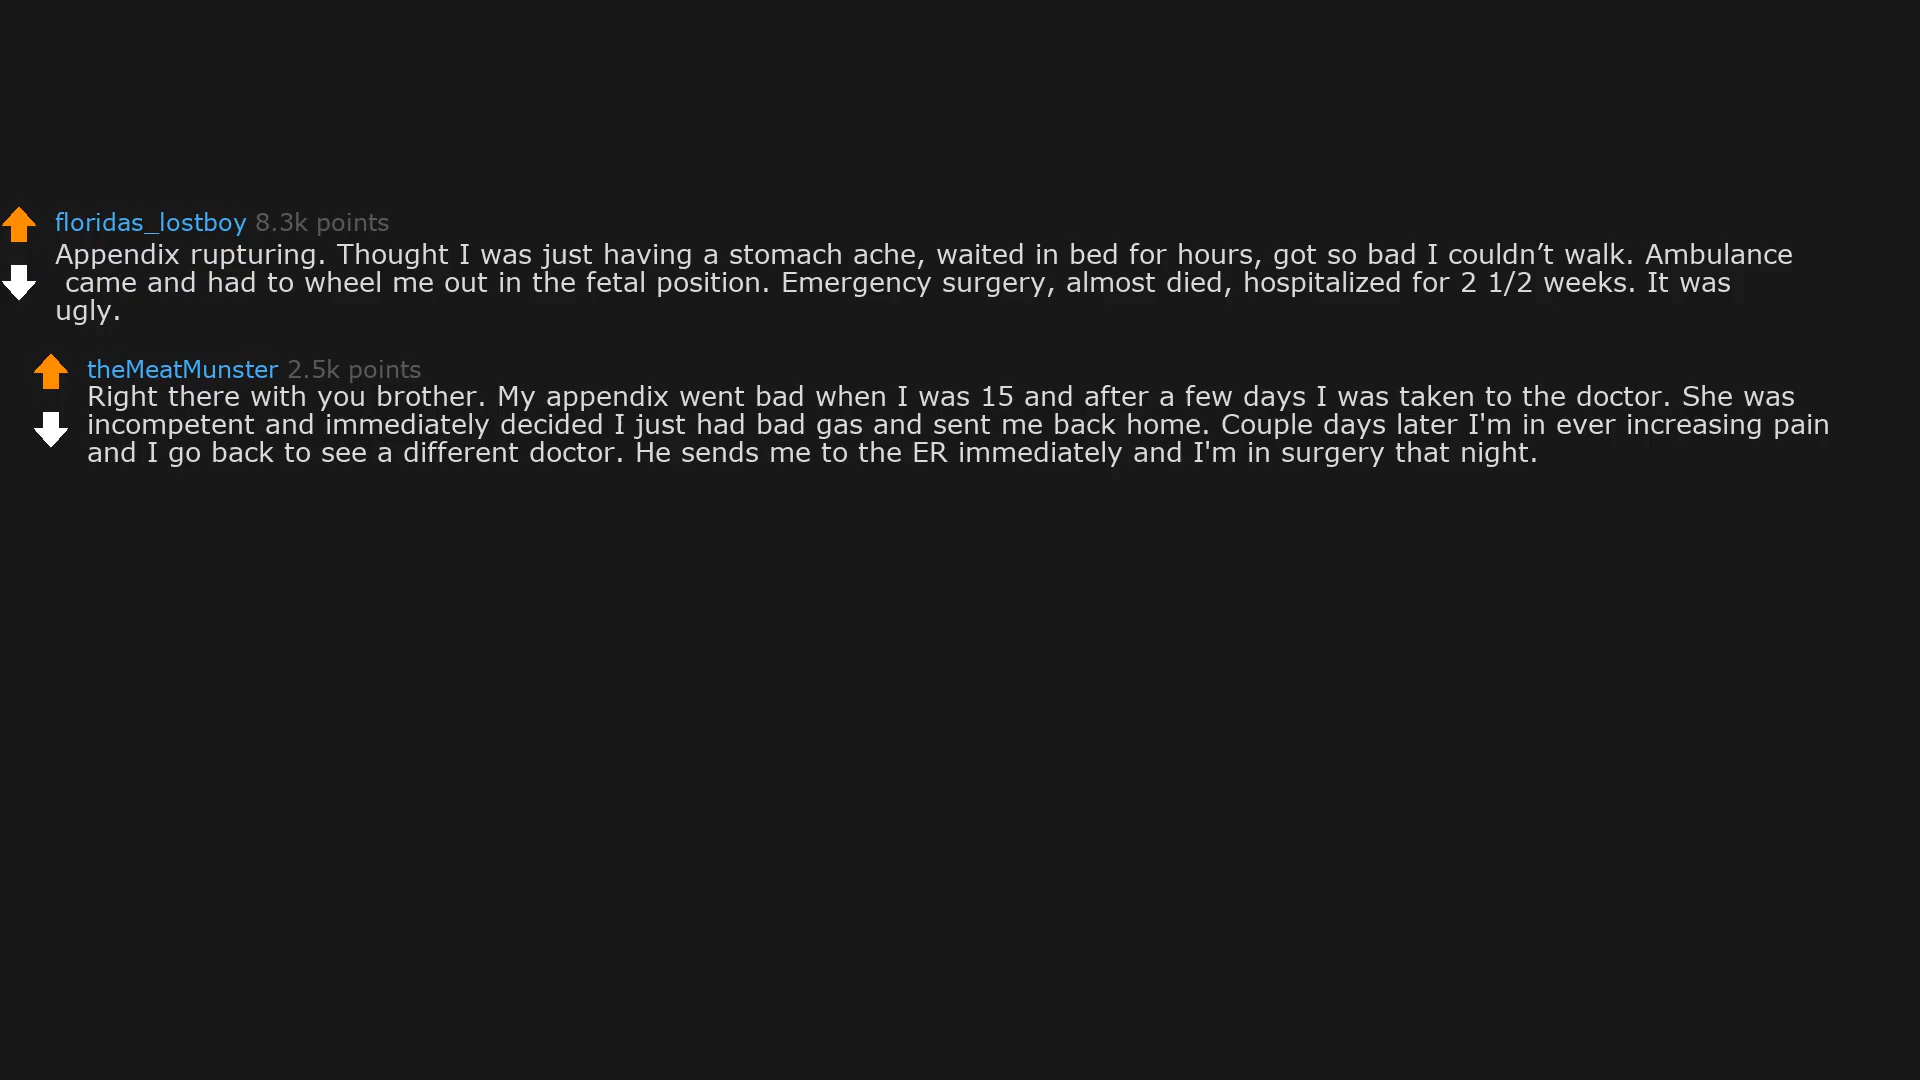 floridas_lostboy 8.3k points
Appendix rupturing. Thought I was just having a stomach ache, waited in bed for hours, got so bad I couldn’t walk. Ambulance
came and had to wheel me out in the fetal position. Emergency surgery, almost died, hospitalized for 2 1/2 weeks. It was
ugly.
theMeatMunster 2.5k points
Right there with you brother. My appendix went bad when I was 15 and after a few days I was taken to the doctor. She was
incompetent and immediately decided I just had bad gas and sent me back home. Couple days later I'm in ever increasing pain
and I go back to see a different doctor. He sends me to the ER immediately and I'm in surgery that night.